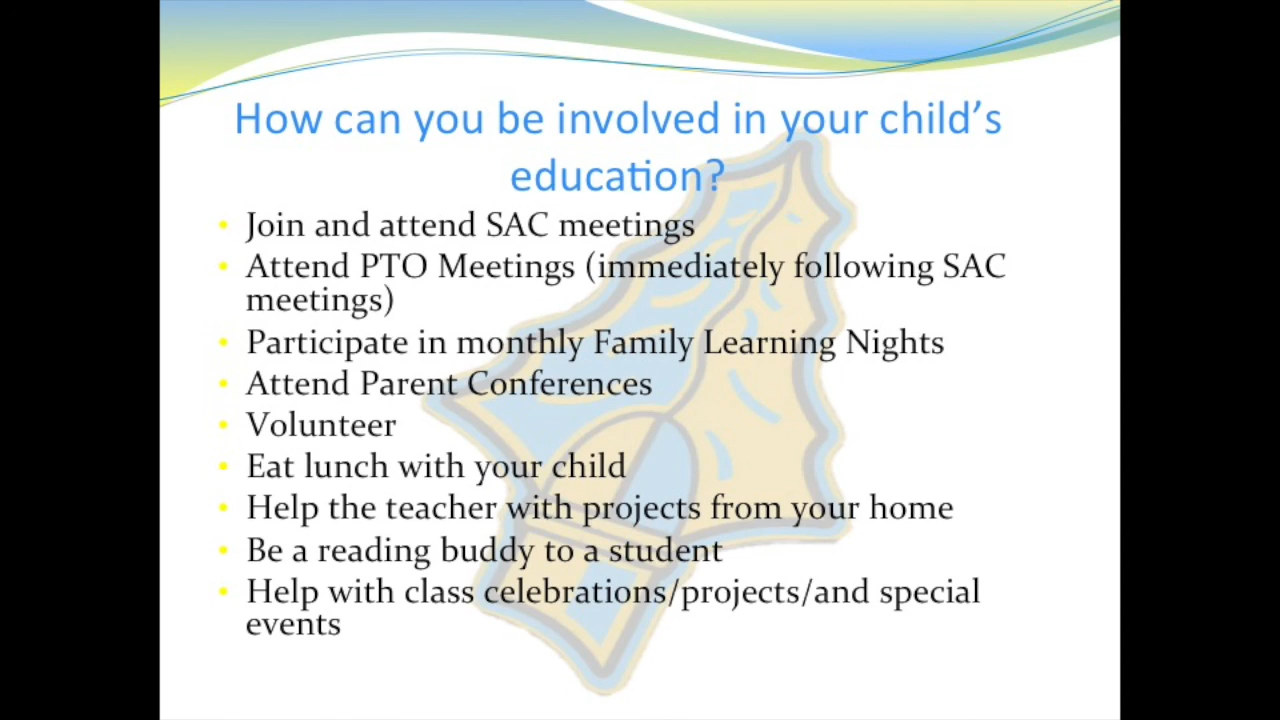 How can you be involved in your child’s
education?
• Join and attend SAC meetings
• Attend PTO Meetings (immediately following SAC
meetings)
• Participate in monthly Family Learning Nights
• Attend Parent Conferences
• Volunteer
• Eat lunch with your child
• Help the teacher with projects from your home
• Be a reading buddy to a student
• Help with class celebrations/projects/and special
events